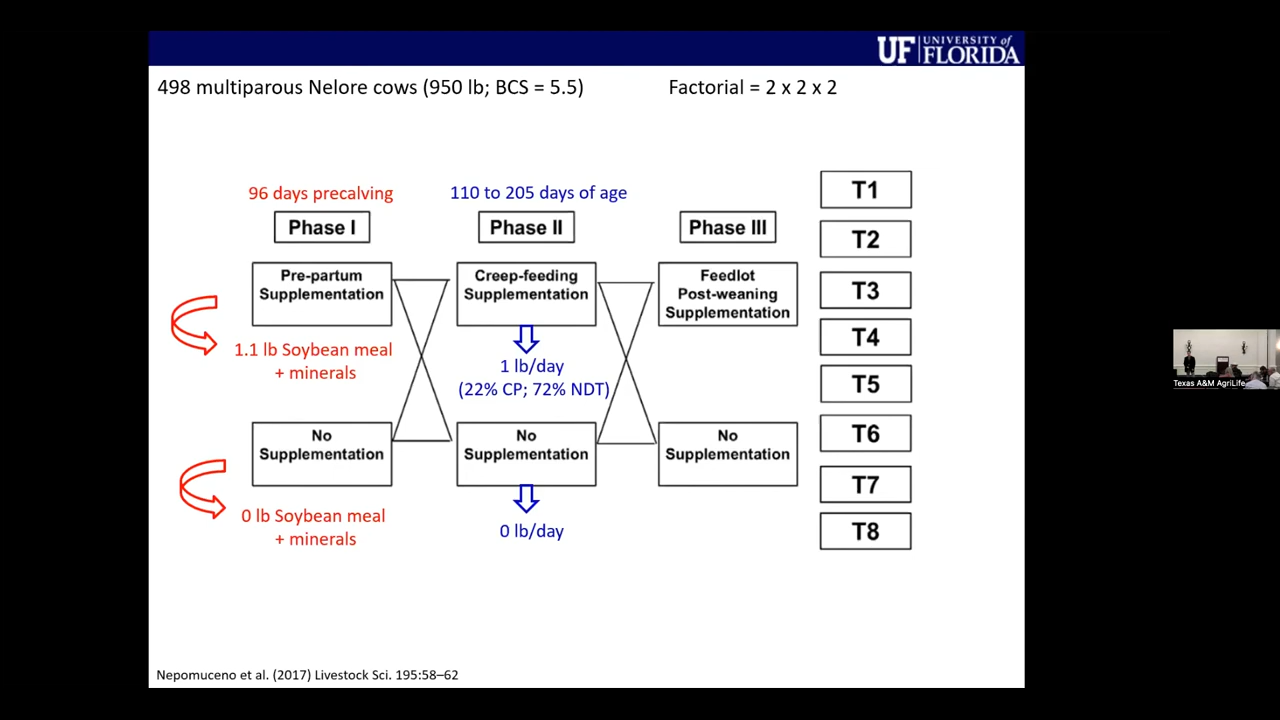 UF UNIVERSITY of
FLORIDA
498 multiparous Nelore cows (950 lb; BCS = 5.5)
Factorial = 2 x 2 x 2
96 days precalving
Phase I
Pre-partum
Supplementation
1.1 lb Soybean meal
+ minerals
No
Supplementation
0 lb Soybean meal
+ minerals
110 to 205 days of age
Phase II
Creep-feeding
Supplementation
1 lb/day
(22% CP; 72% NDT)
No
Supplementation
0 lb/day
Phase III
Feedlot
Post-weaning
Supplementation
No
Supplementation
T1
T2
T3
T4
T5
T6
T7
T8
Texas A&M AgriLife...
Nepomuceno et al. (2017) Livestock Sci. 195:58–62